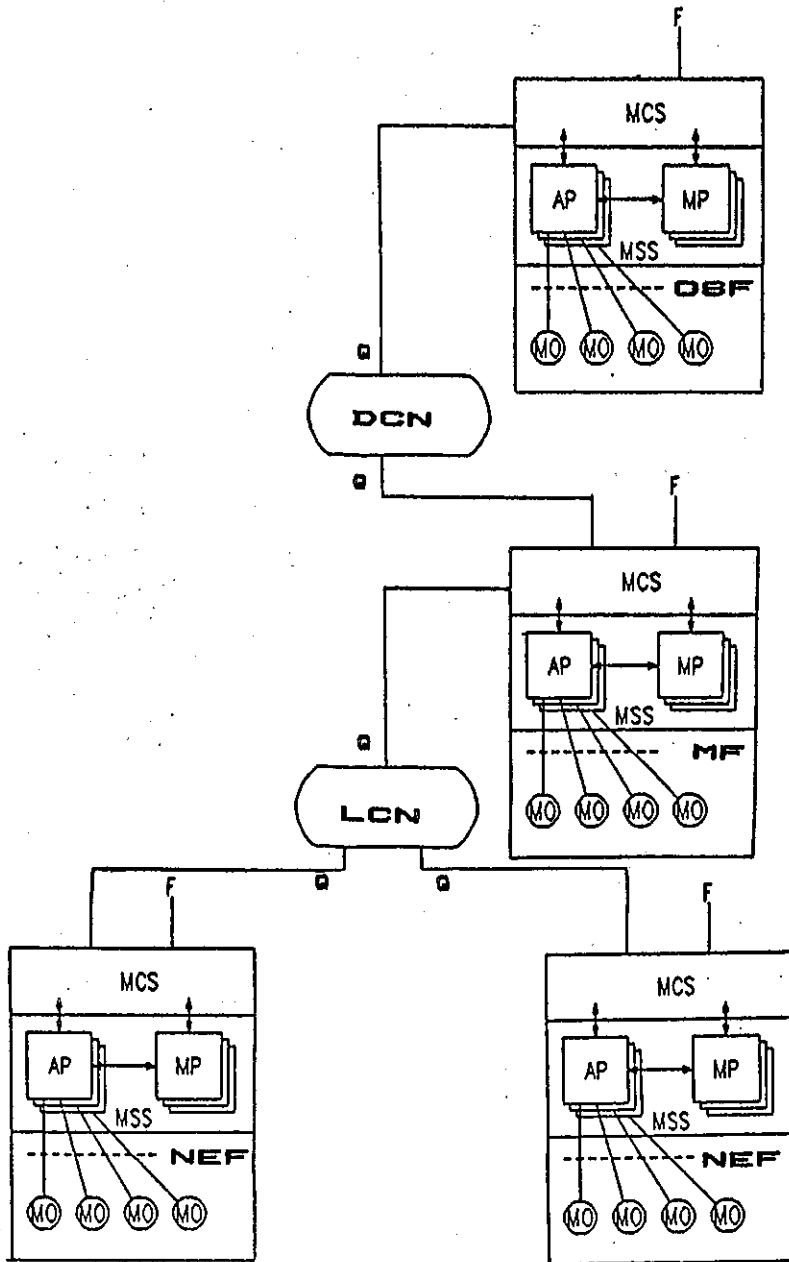 F
MCS
AP MP
MSS
OSF
MO MO MO MO
Q
DCN
Q
F
MCS
AP MP
MSS
MF
MO MO MO MO
Q
LCN
Q Q
F F
MCS MCS
AP MP AP MP
MSS MSS
NEF NEF
MO MO MO MO MO MO MO MO